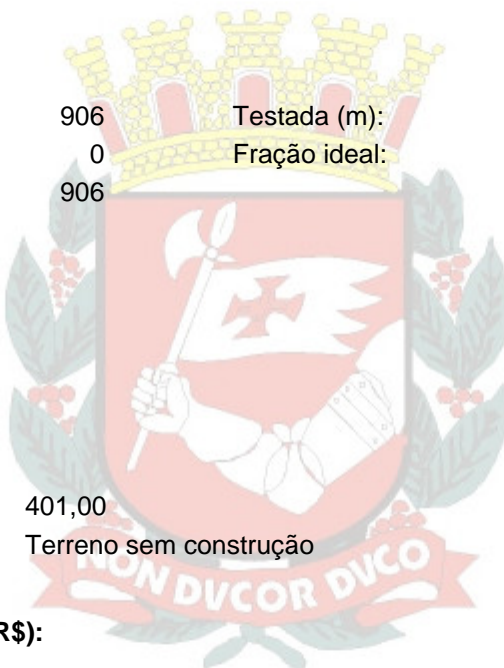 906 Testada (m):
0 Fração ideal:
906
401,00
Terreno sem construção
NON DVCOR DVCO
R$):